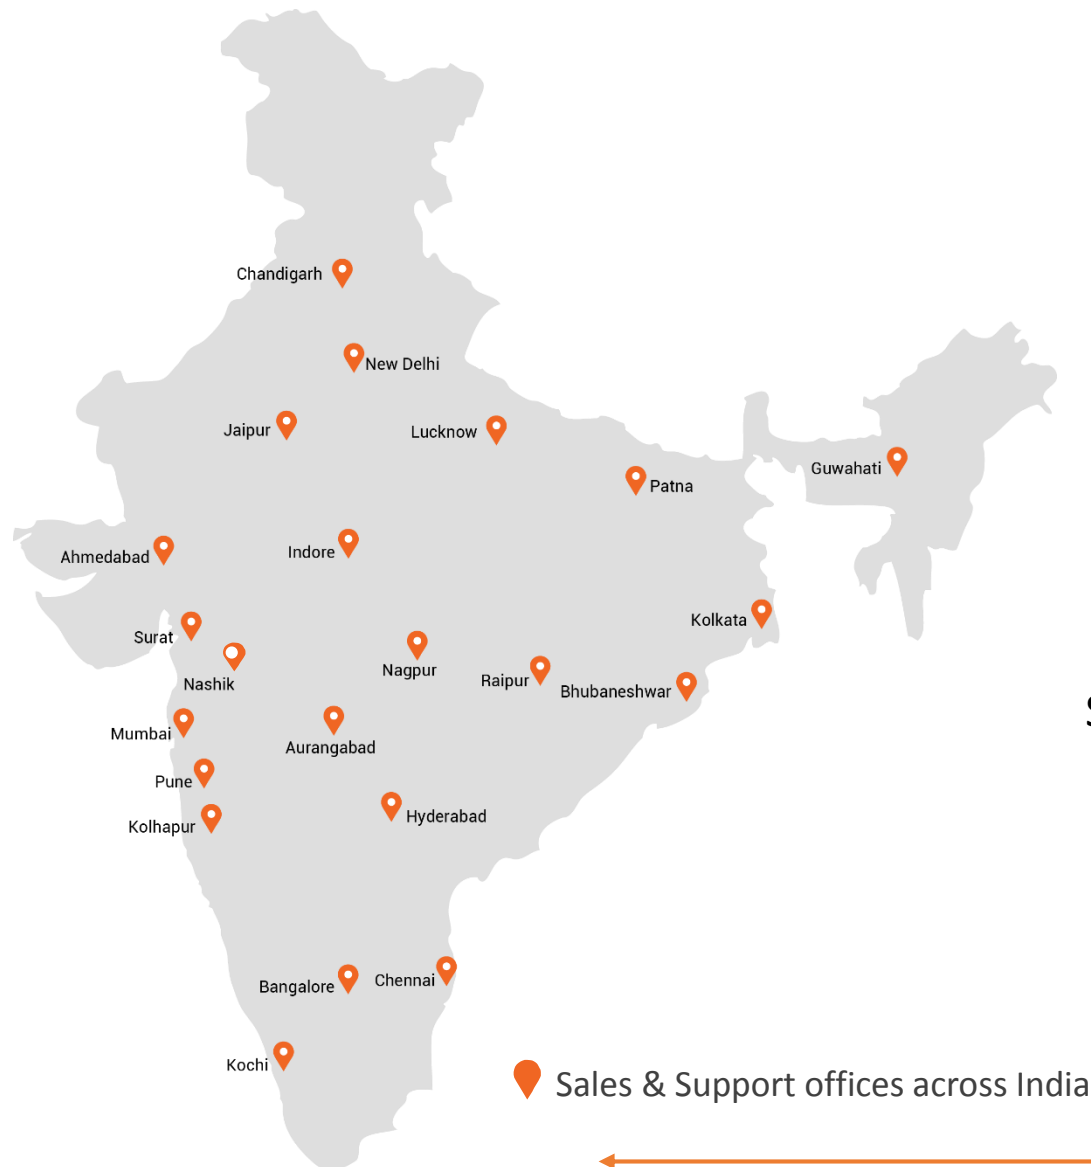 Chandigarh
New Delhi
Jaipur
Lucknow
Guwahati
Patna
Indore
Ahmedabad
Kolkata
Surat
Nagpur
Raipur
Nashik
Bhubaneshwar
Mumbai
Aurangabad
Pune
Hyderabad
Kolhapur
Chennai
Bangalore
Kochi
Sales & Support offices across India